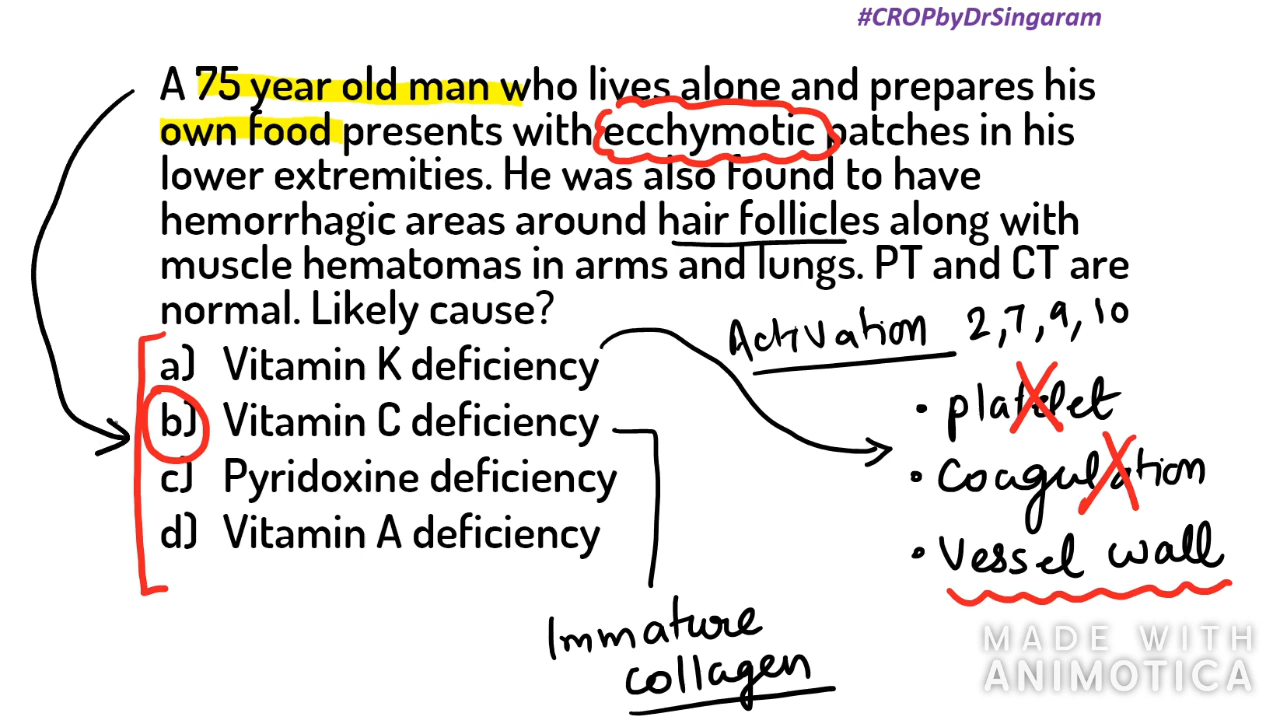 #CROPbyDrSingaram
A 75 year old man who lives alone and prepares his
own food presents with ecchymotic patches in his
lower extremities. He was also found to have
hemorrhagic areas around hair follicles along with
muscle hematomas in arms and lungs. PT and CT are
normal. Likely cause?
a) Vitamin K deficiency
b) Vitamin C deficiency
c) Pyridoxine deficiency
d) Vitamin A deficiency
Activation 2,7,9,10
• platelet
• Coagulation
• Vessel wall
Immature
collagen
MADE WITH
ANIMOTICA